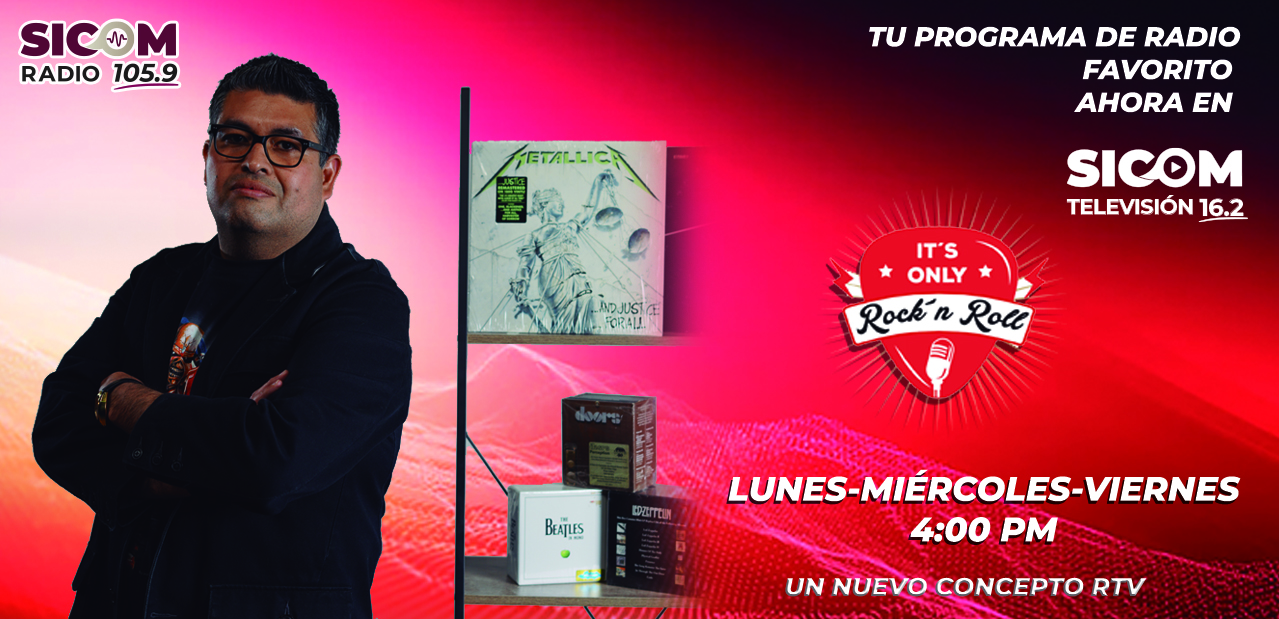 SICOM
RADIO 105.9
TU PROGRAMA DE RADIO
FAVORITO
AHORA EN
SICOM
TELEVISIÓN 16.2
IT´S
ONLY
Rock´n Roll
METALLICA
...AND JUSTICE
FOR ALL
doors
THE
BEATLES
IN MONO
LED ZEPPELIN
LUNES-MIÉRCOLES-VIERNES
4:00 PM
UN NUEVO CONCEPTO RTV